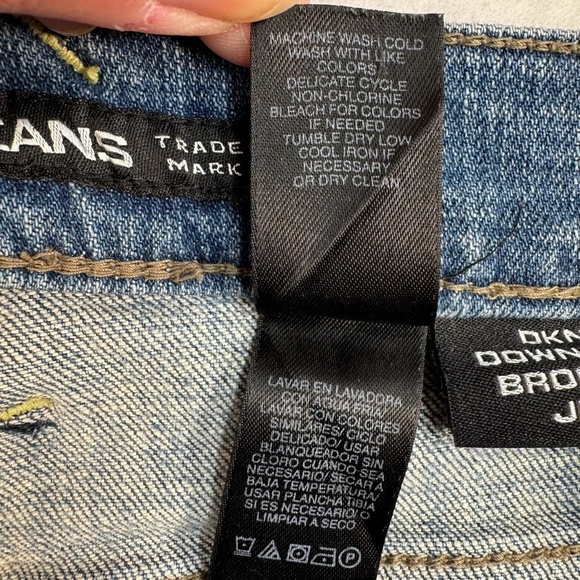 EANS
TRADE
MARK
MACHINE WASH COLD
WASH WITH LIKE
COLORS
DELICATE CYCLE
NON-CHLORINE
BLEACH FOR COLORS
IF NEEDED
TUMBLE DRY LOW
COOL IRON IF
NECESSARY
OR DRY CLEAN
DKN
DOWN
BRO
J
LAVAR EN LAVADORA
CON AGUA FRIA/
LAVAR CON COLORES
SIMILARES/ CICLO
DELICADO/ USAR
BLANQUEADOR SIN
CLORO CUANDO SEA
NECESARIO/ SECAR A
BAJA TEMPERATURA/
USAR PLANCHA TIBIA
SI ES NECESARIO/ O
LIMPIAR A SECO
P